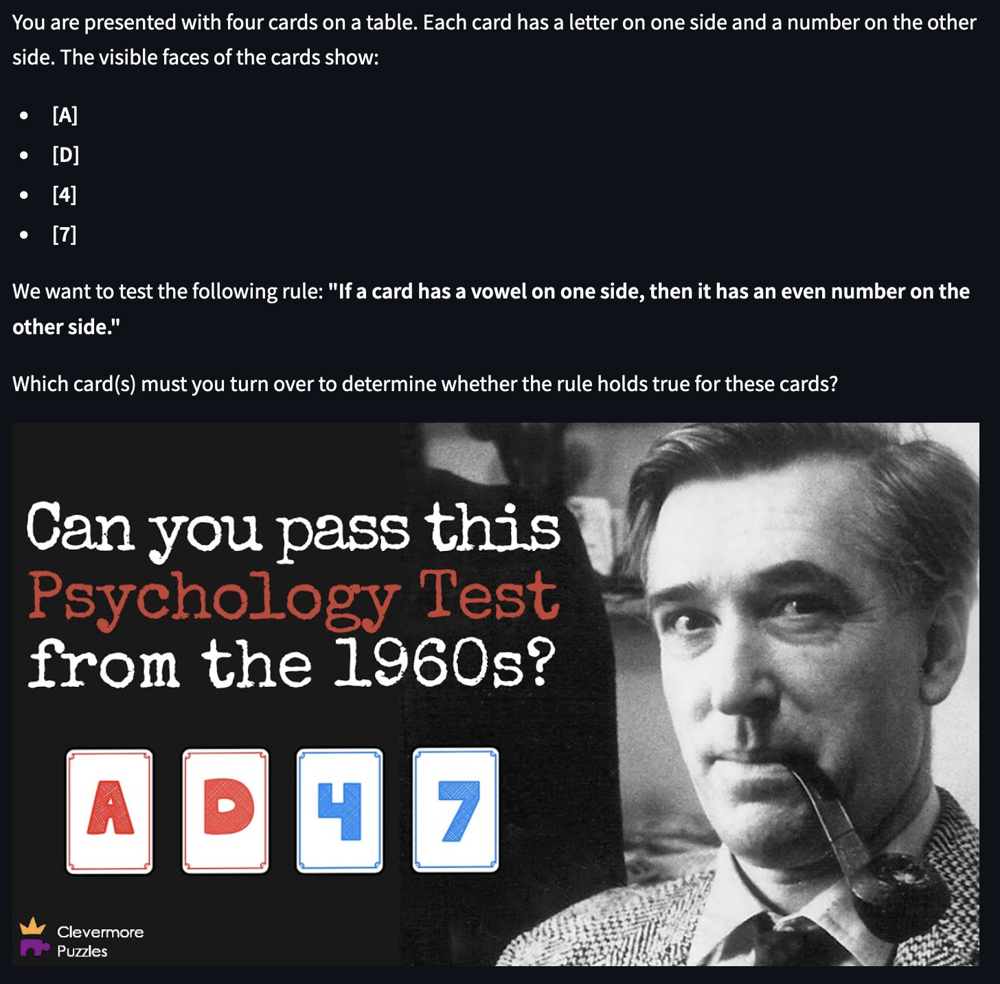 You are presented with four cards on a table. Each card has a letter on one side and a number on the other
side. The visible faces of the cards show:
• [A]
• [D]
• [4]
• [7]
We want to test the following rule: "If a card has a vowel on one side, then it has an even number on the
other side."
Which card(s) must you turn over to determine whether the rule holds true for these cards?
Can you pass this
Psychology Test
from the 1960s?
A D 4 7
Clevermore
Puzzles